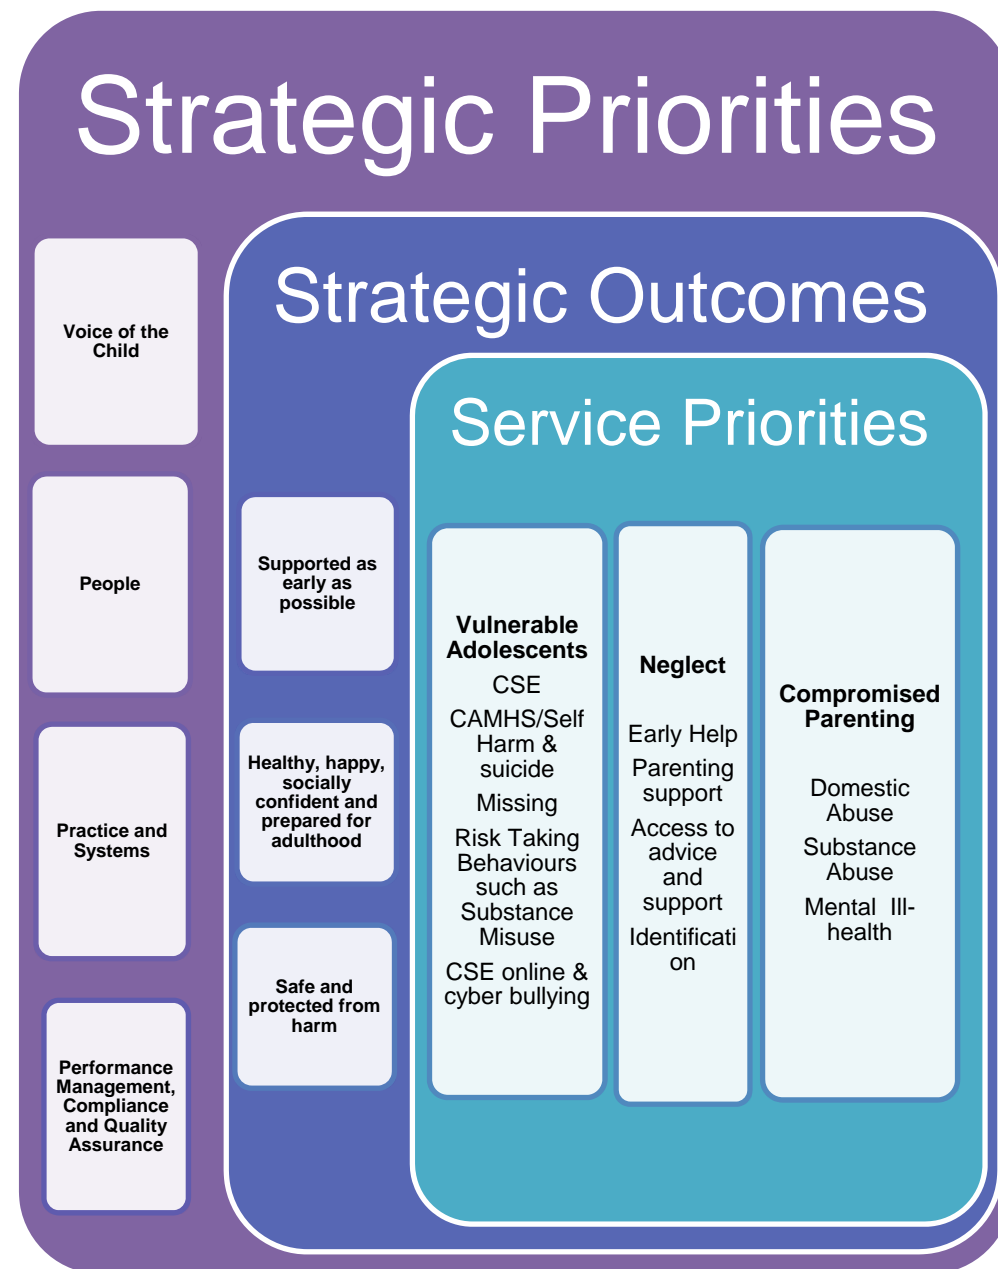 Strategic Priorities
Voice of the
Child
People
Practice and
Systems
Performance
Management,
Compliance
and Quality
Assurance
Strategic Outcomes
Supported as
early as
possible
Healthy, happy,
socially
confident and
prepared for
adulthood
Safe and
protected from
harm
Service Priorities
Vulnerable
Adolescents
CSE
CAMHS/Self
Harm &
suicide
Missing
Risk Taking
Behaviours
such as
Substance
Misuse
CSE online &
cyber bullying
Neglect
Early Help
Parenting
support
Access to
advice
and
support
Identificati
on
Compromised
Parenting
Domestic
Abuse
Substance
Abuse
Mental  Ill-
health